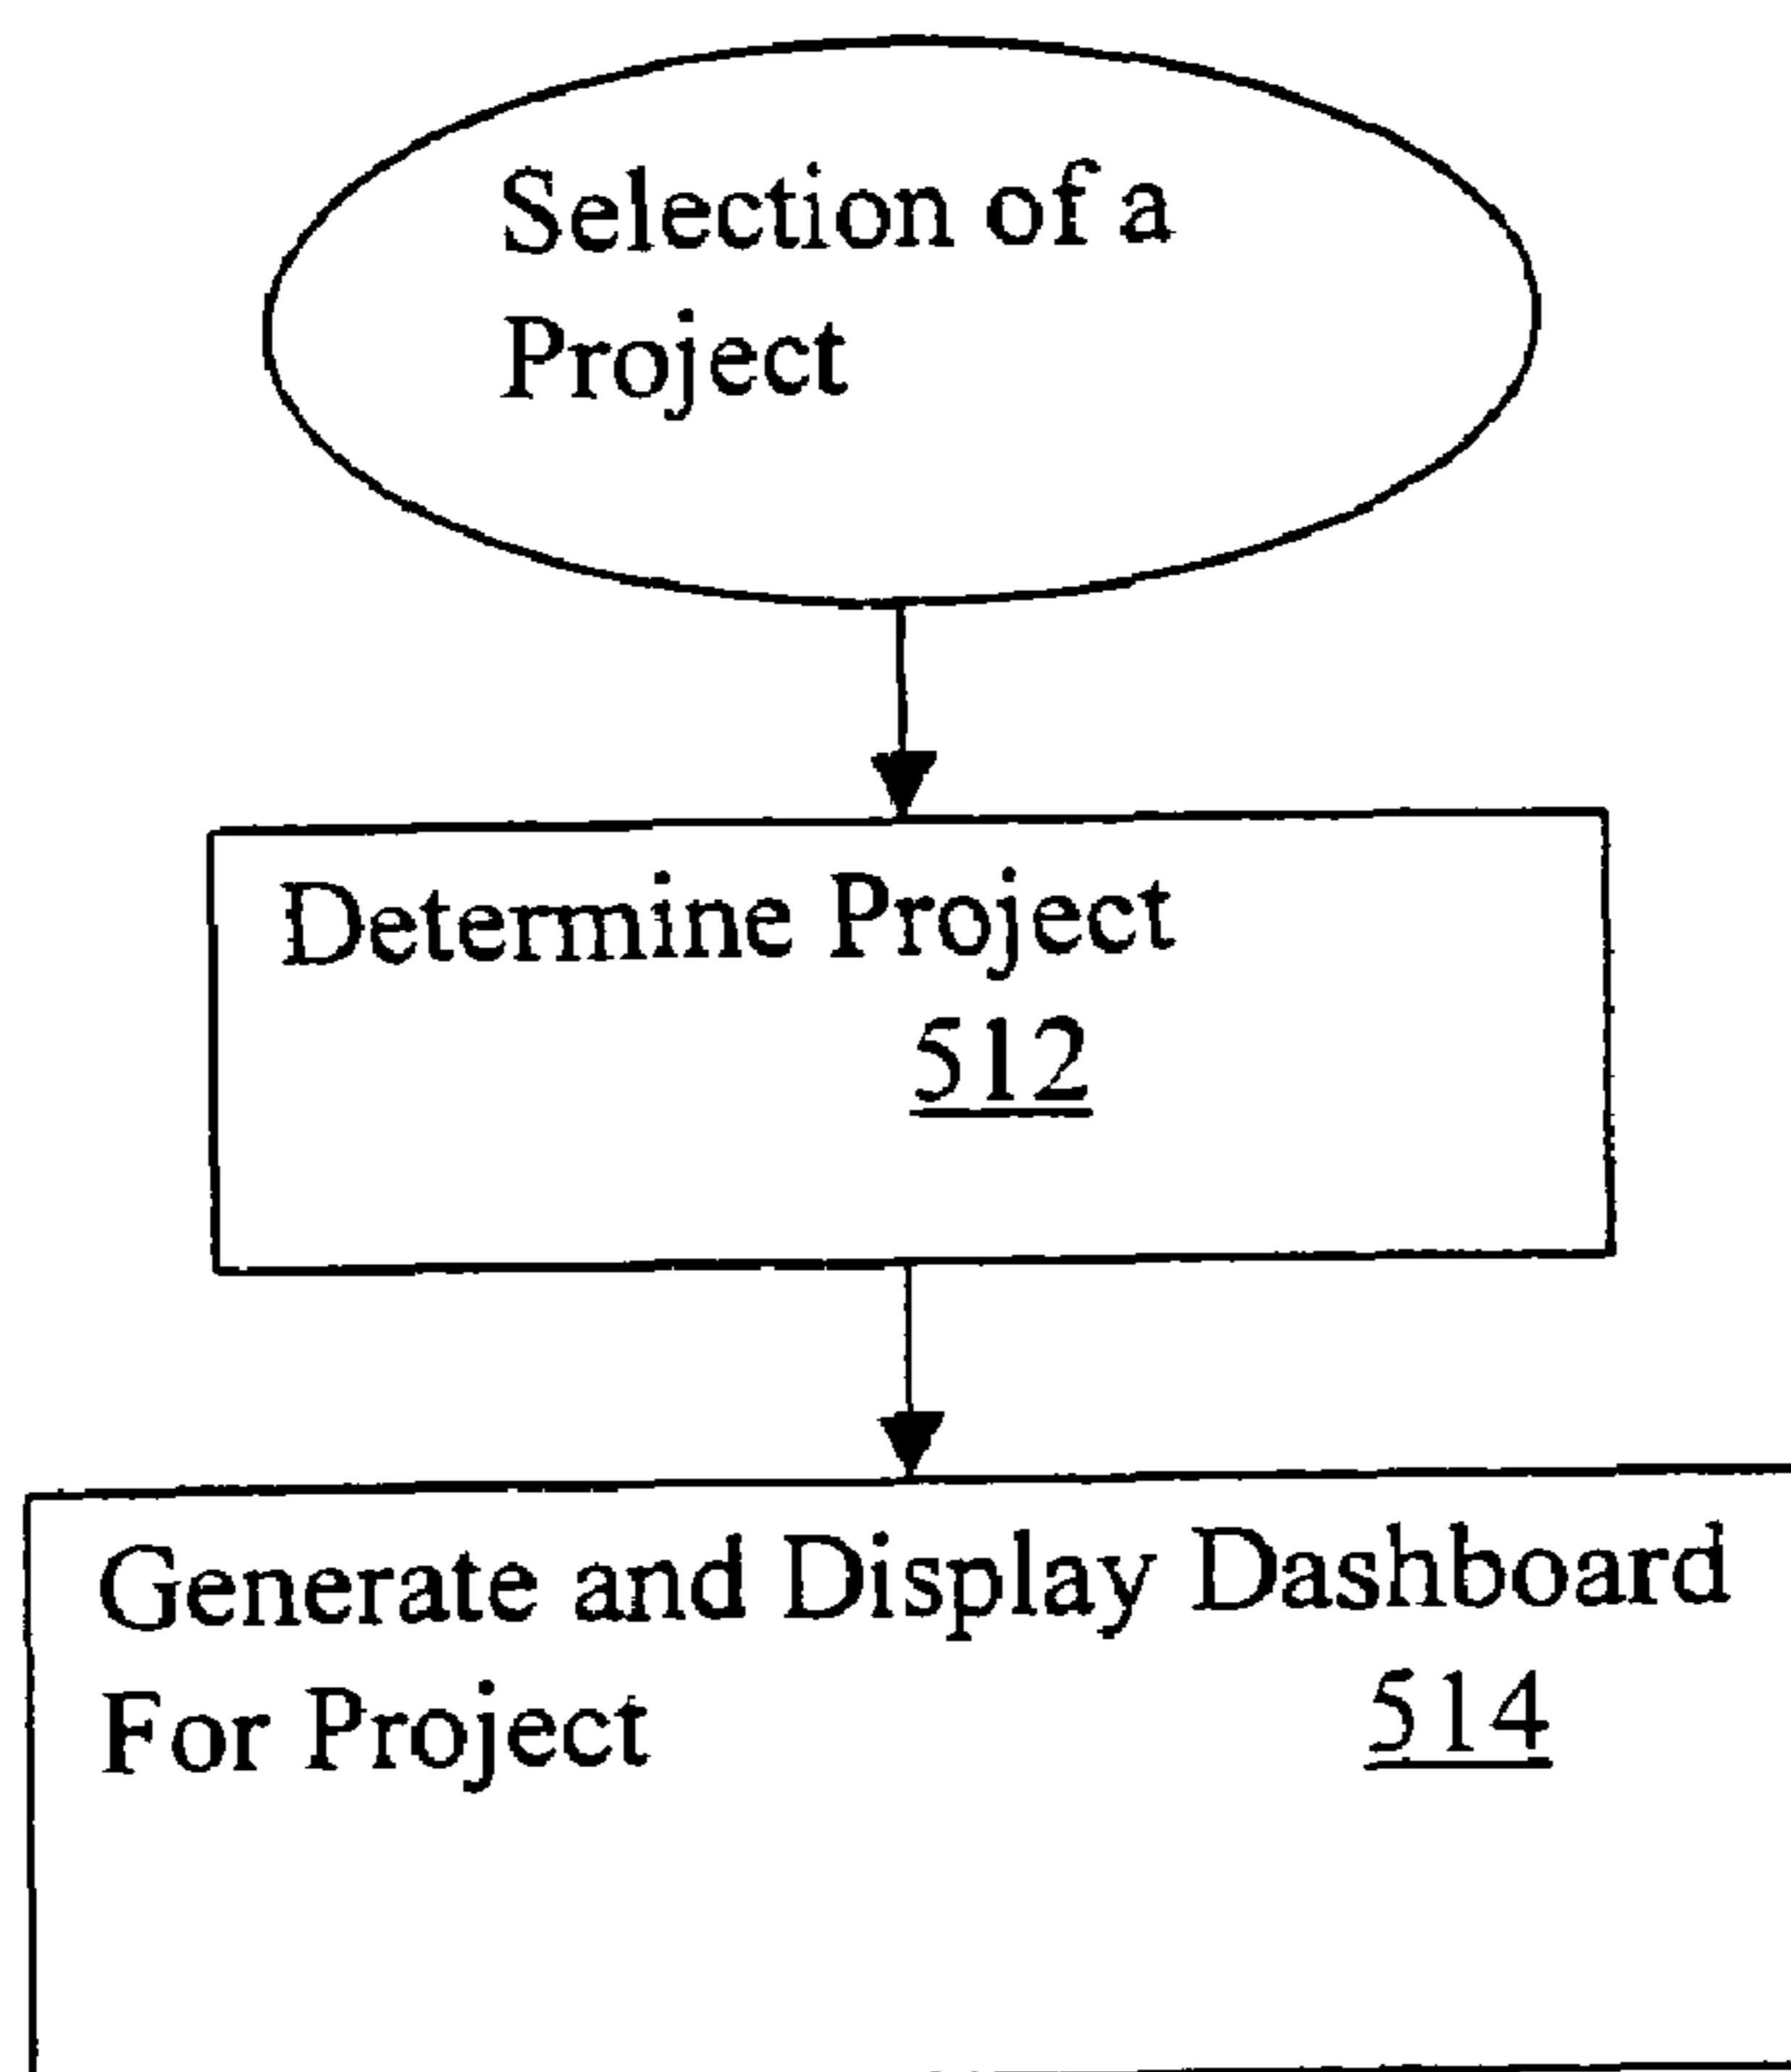 Selection of a
Project
Determine Project
512
Generate and Display Dashboard
For Project 514